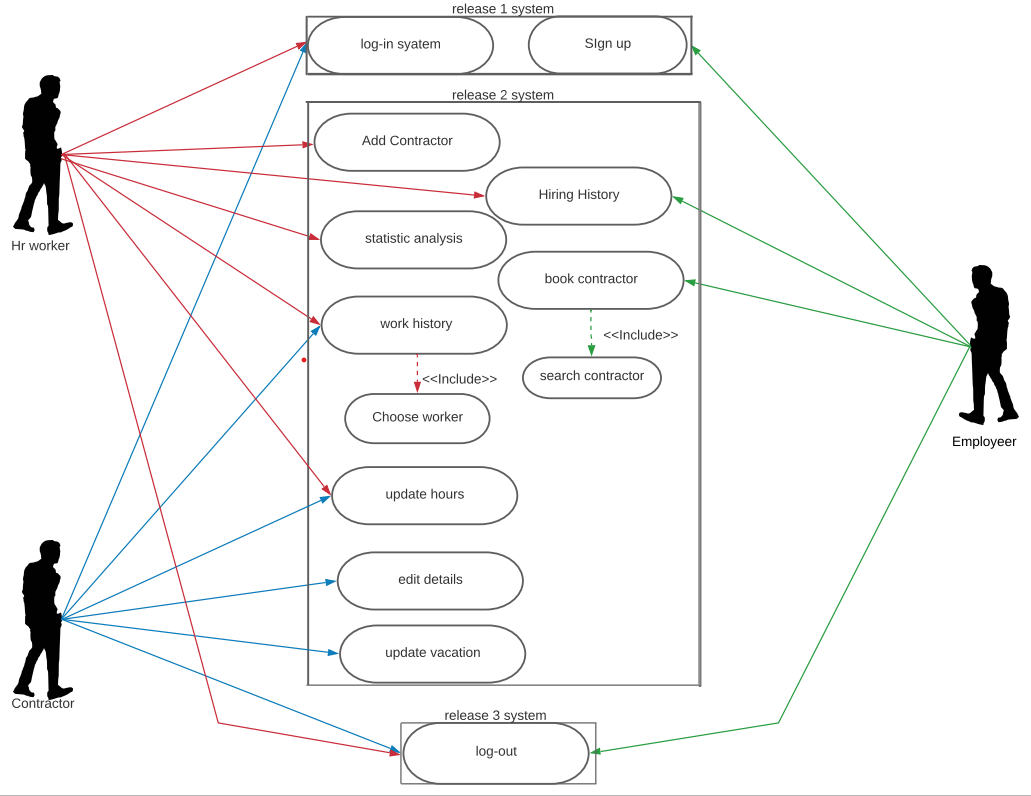 release 1 system
log-in syatem
SIgn up
release 2 system
Add Contractor
Hiring History
Hr worker
statistic analysis
book contractor
work history
<<Include>>
search contractor
<<Include>>
Choose worker
Employeer
update hours
edit details
update vacation
Contractor
release 3 system
log-out